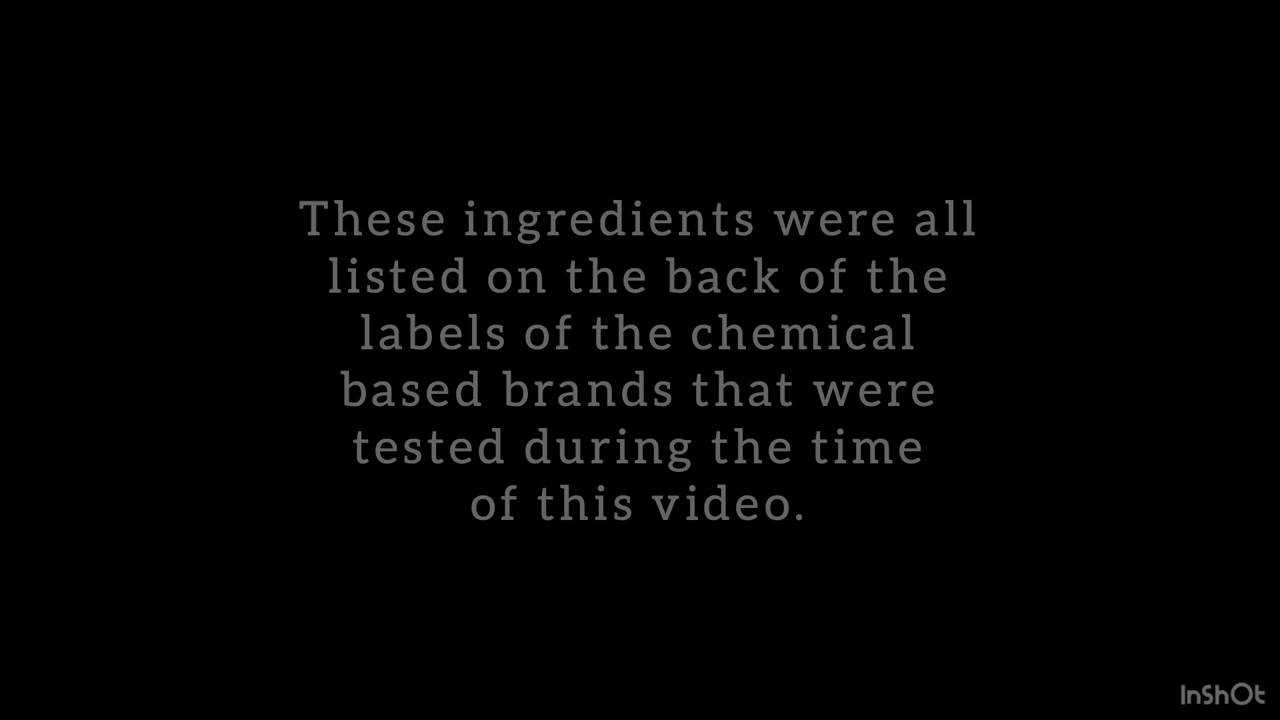 These ingredients were all
listed on the back of the
labels of the chemical
based brands that were
tested during the time
of this video.
InShOt